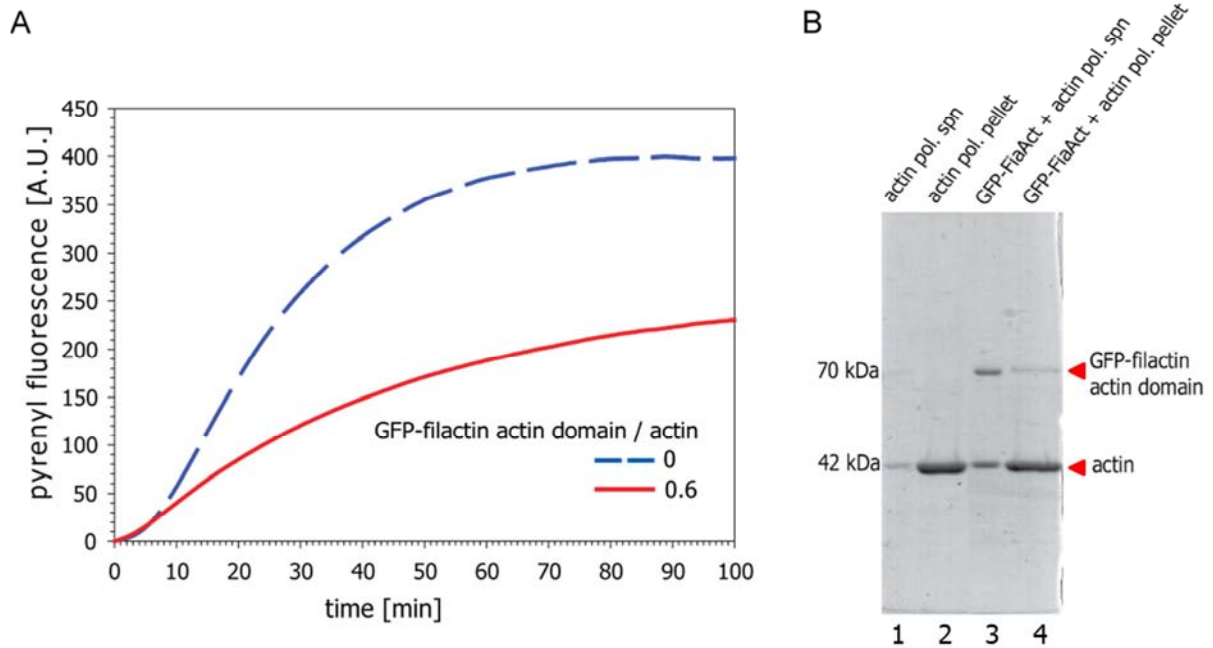 A
pyrenyl fluorescence [A.U.]
450
400
350
300
250
200
150
100
50
0
GFP-filactin actin domain / actin
0
0.6
0 10 20 30 40 50 60 70 80 90 100
time [min]
B
actin pol. spn
actin pol. pellet
GFP-FiaAct + actin pol. spn
GFP-FiaAct + actin pol. pellet
70 kDa
GFP-filactin
actin domain
42 kDa
actin
1 2 3 4